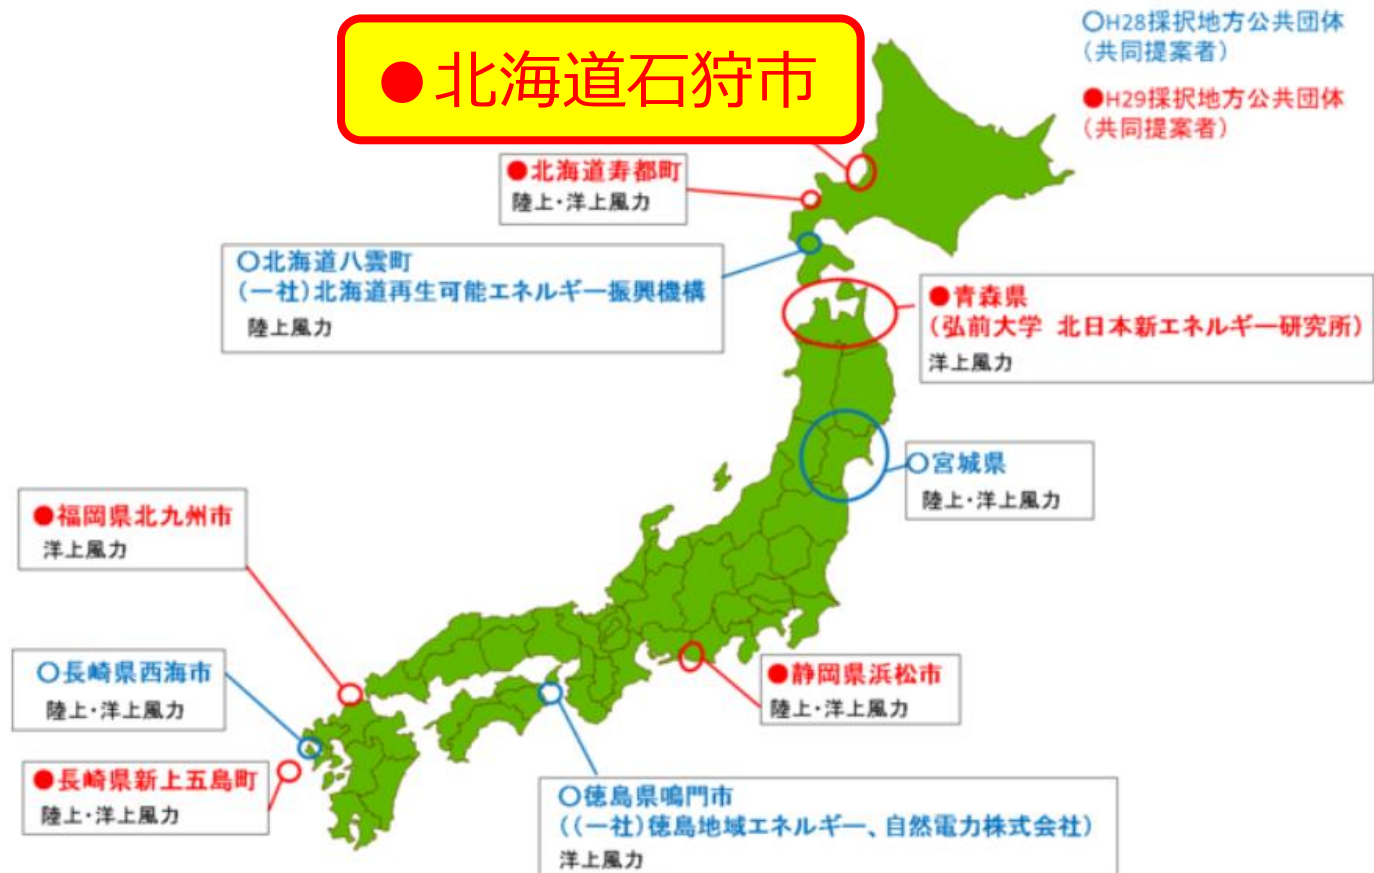 ●北海道石狩市
○H28採択地方公共団体
（共同提案者）
●H29採択地方公共団体
（共同提案者）
●北海道寿都町
陸上・洋上風力
○北海道八雲町
(一社)北海道再生可能エネルギー振興機構
陸上風力
●青森県
（弘前大学 北日本新エネルギー研究所）
洋上風力
○宮城県
陸上・洋上風力
●福岡県北九州市
洋上風力
○長崎県西海市
陸上・洋上風力
●長崎県新上五島町
陸上・洋上風力
●静岡県浜松市
陸上・洋上風力
○徳島県鳴門市
((一社)徳島地域エネルギー、自然電力株式会社)
洋上風力